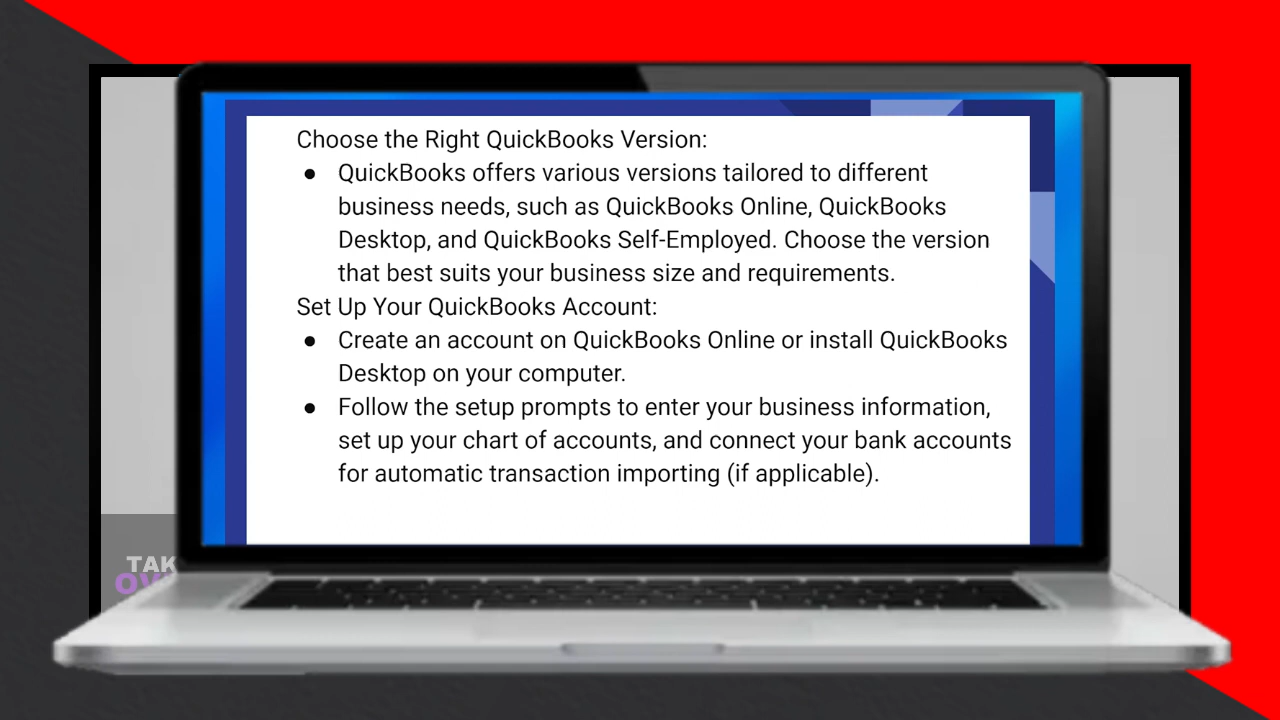 Choose the Right QuickBooks Version:
● QuickBooks offers various versions tailored to different
business needs, such as QuickBooks Online, QuickBooks
Desktop, and QuickBooks Self-Employed. Choose the version
that best suits your business size and requirements.
Set Up Your QuickBooks Account:
● Create an account on QuickBooks Online or install QuickBooks
Desktop on your computer.
● Follow the setup prompts to enter your business information,
set up your chart of accounts, and connect your bank accounts
for automatic transaction importing (if applicable).
TAK